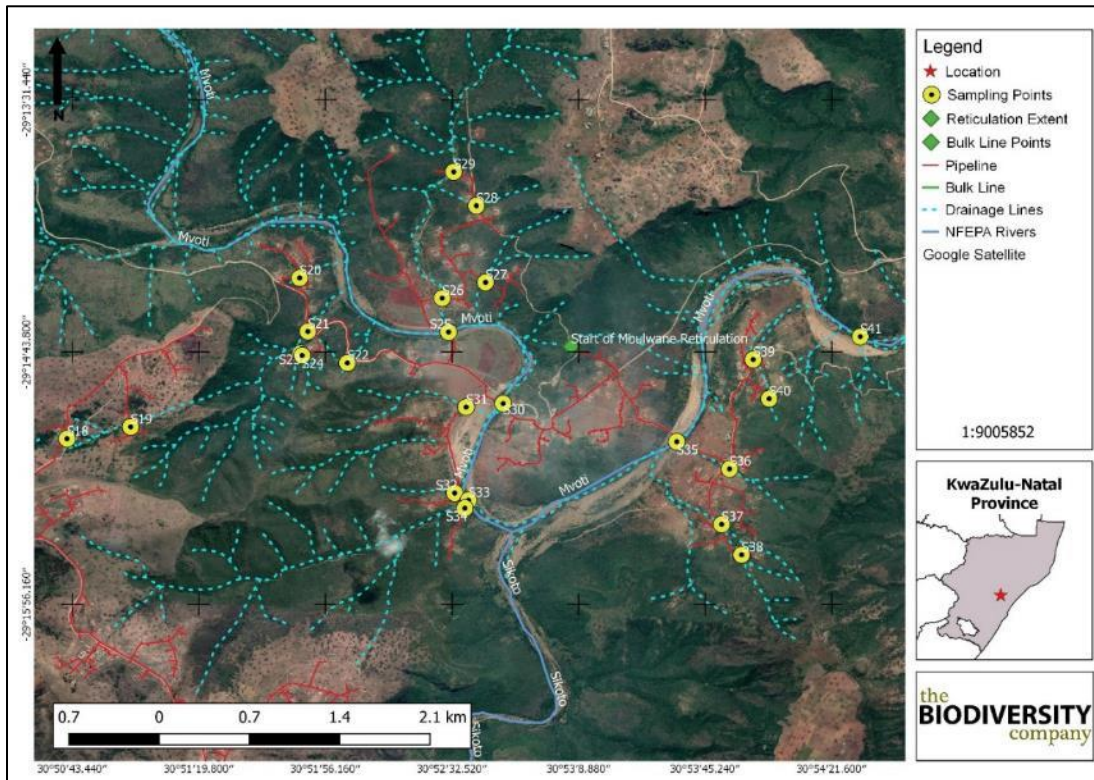 N
-29°13'31.440"
-29°14'43.800"
-29°15'56.160"
Mvoti
Mvoti
S29
S28
S20
S27
S26
Mvoti
S25
S21
Start of Mbulwane Reticulation
Mvoti
S41
S23
S24
S22
S39
S31
S30
S40
S19
S18
Mvoti
S35
Mvoti
S36
S32
S33
S34
S37
S38
Sikoto
Sikoto
Sikoto
0.7 0 0.7 1.4 2.1 km
30°50'43.440" 30°51'19.800" 30°51'56.160" 30°52'32.520" 30°53'8.880" 30°53'45.240" 30°54'21.600"
Legend
Location
Sampling Points
Reticulation Extent
Bulk Line Points
Pipeline
Bulk Line
Drainage Lines
NFEPA Rivers
Google Satellite
1:9005852
KwaZulu-Natal
Province
the
BIODIVERSITY
company